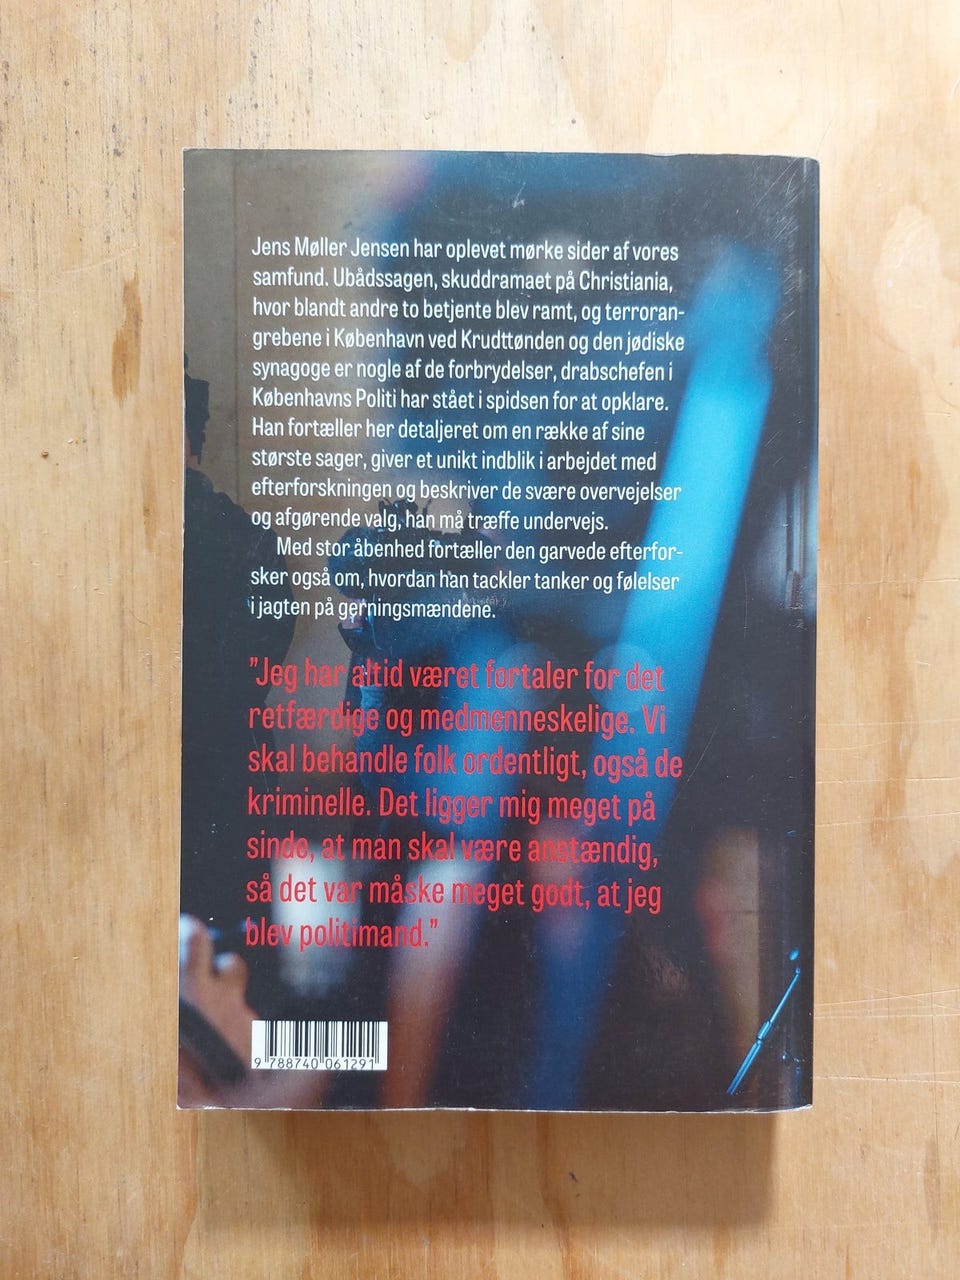 Jens Møller Jensen har oplevet mørke sider af vores
samfund. Ubådssagen, skuddramaet på Christiania,
hvor blandt andre to betjente blev ramt, og terroran-
grebene i København ved Krudttønden og den jødiske
synagoge er nogle af de forbrydelser, drabschefen i
Københavns Politi har stået i spidsen for at opklare.
Han fortæller her detaljeret om en række af sine
største sager, giver et unikt indblik i arbejdet med
efterforskningen og beskriver de svære overvejelser
og afgørende valg, han må træffe undervejs.
Med stor åbenhed fortæller den garvede efterfor-
sker også om, hvordan han tackler tanker og følelser
i jagten på gerningsmændene.
"Jeg har altid været fortaler for det
retfærdige og medmenneskelige. Vi
skal behandle folk ordentligt, også de
kriminelle. Det ligger mig meget på
sinde, at man skal være anstændig,
så det var måske meget godt, at jeg
blev politimand."
9 788740 061291